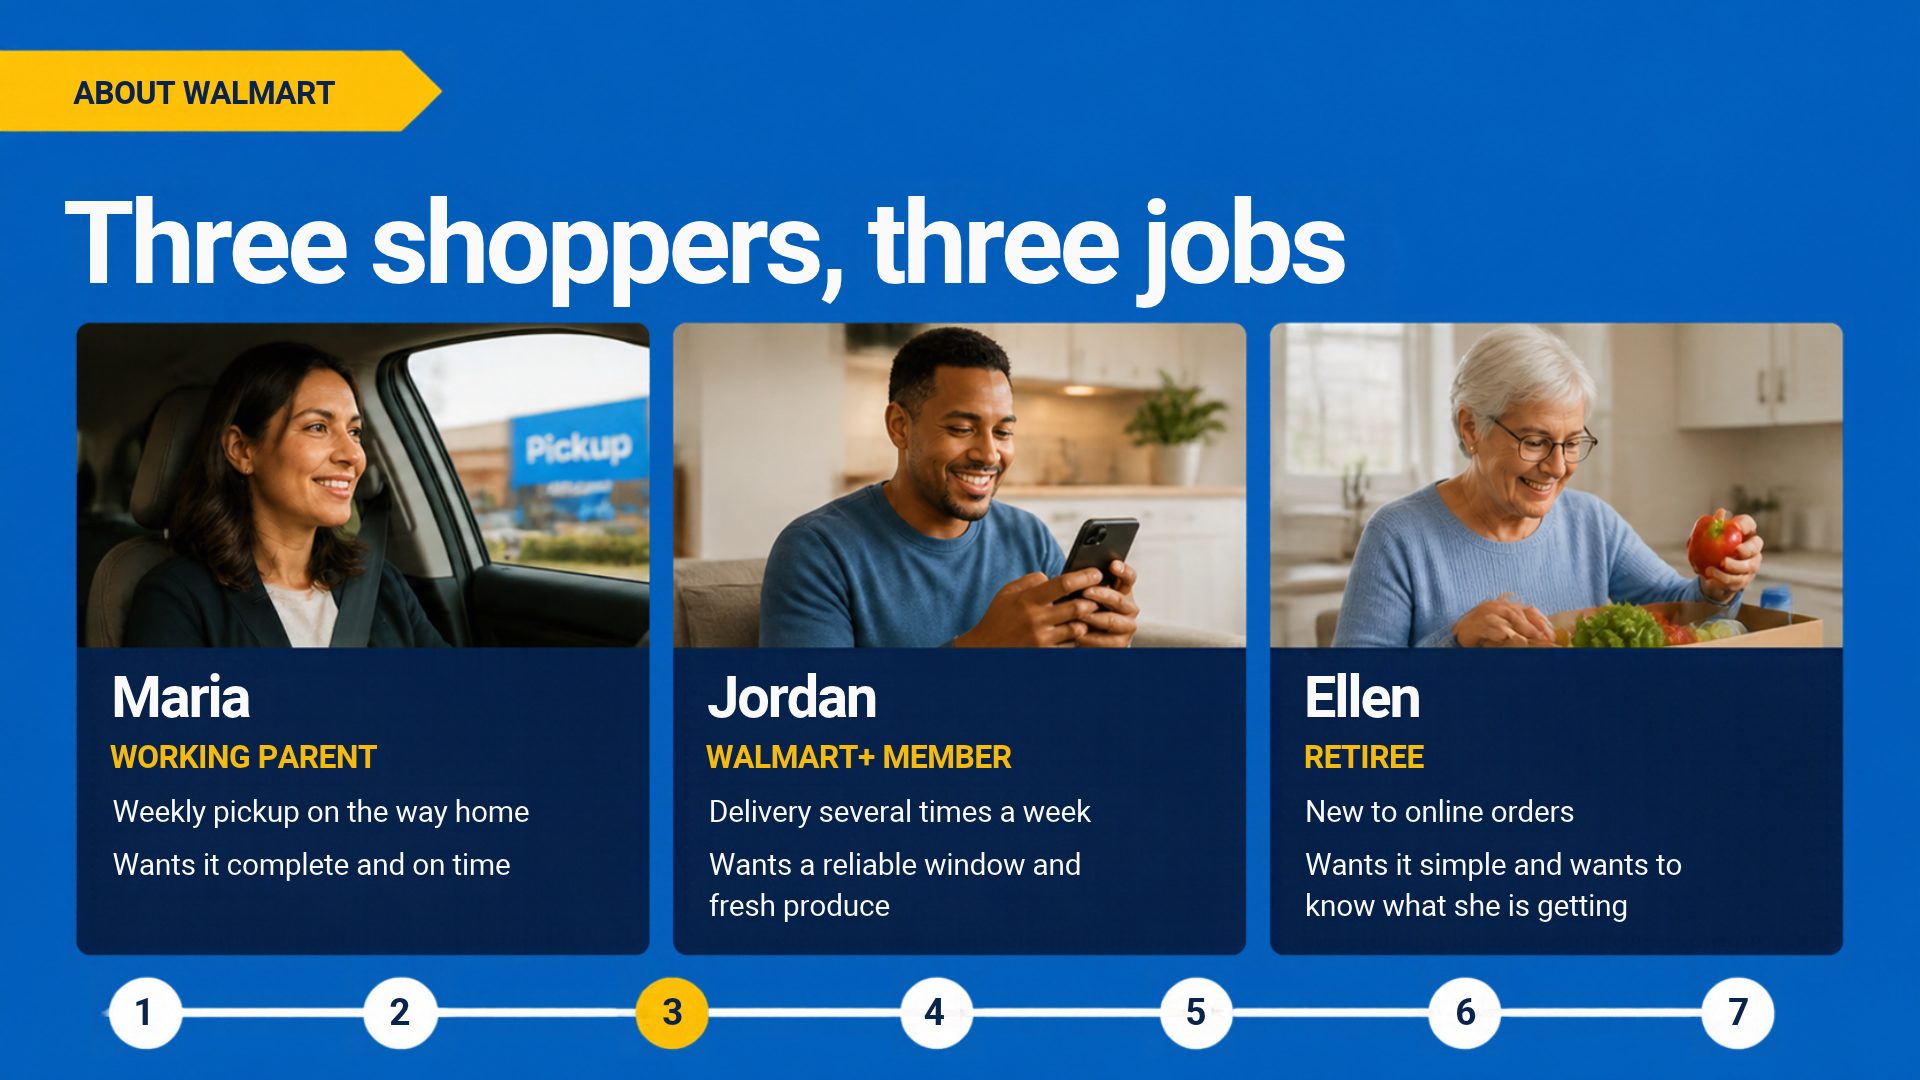 ABOUT WALMART
Three shoppers, three jobs
Pickup
Maria
WORKING PARENT
Weekly pickup on the way home
Wants it complete and on time
Jordan
WALMART+ MEMBER
Delivery several times a week
Wants a reliable window and
fresh produce
Ellen
RETIREE
New to online orders
Wants it simple and wants to
know what she is getting
1 2 3 4 5 6 7